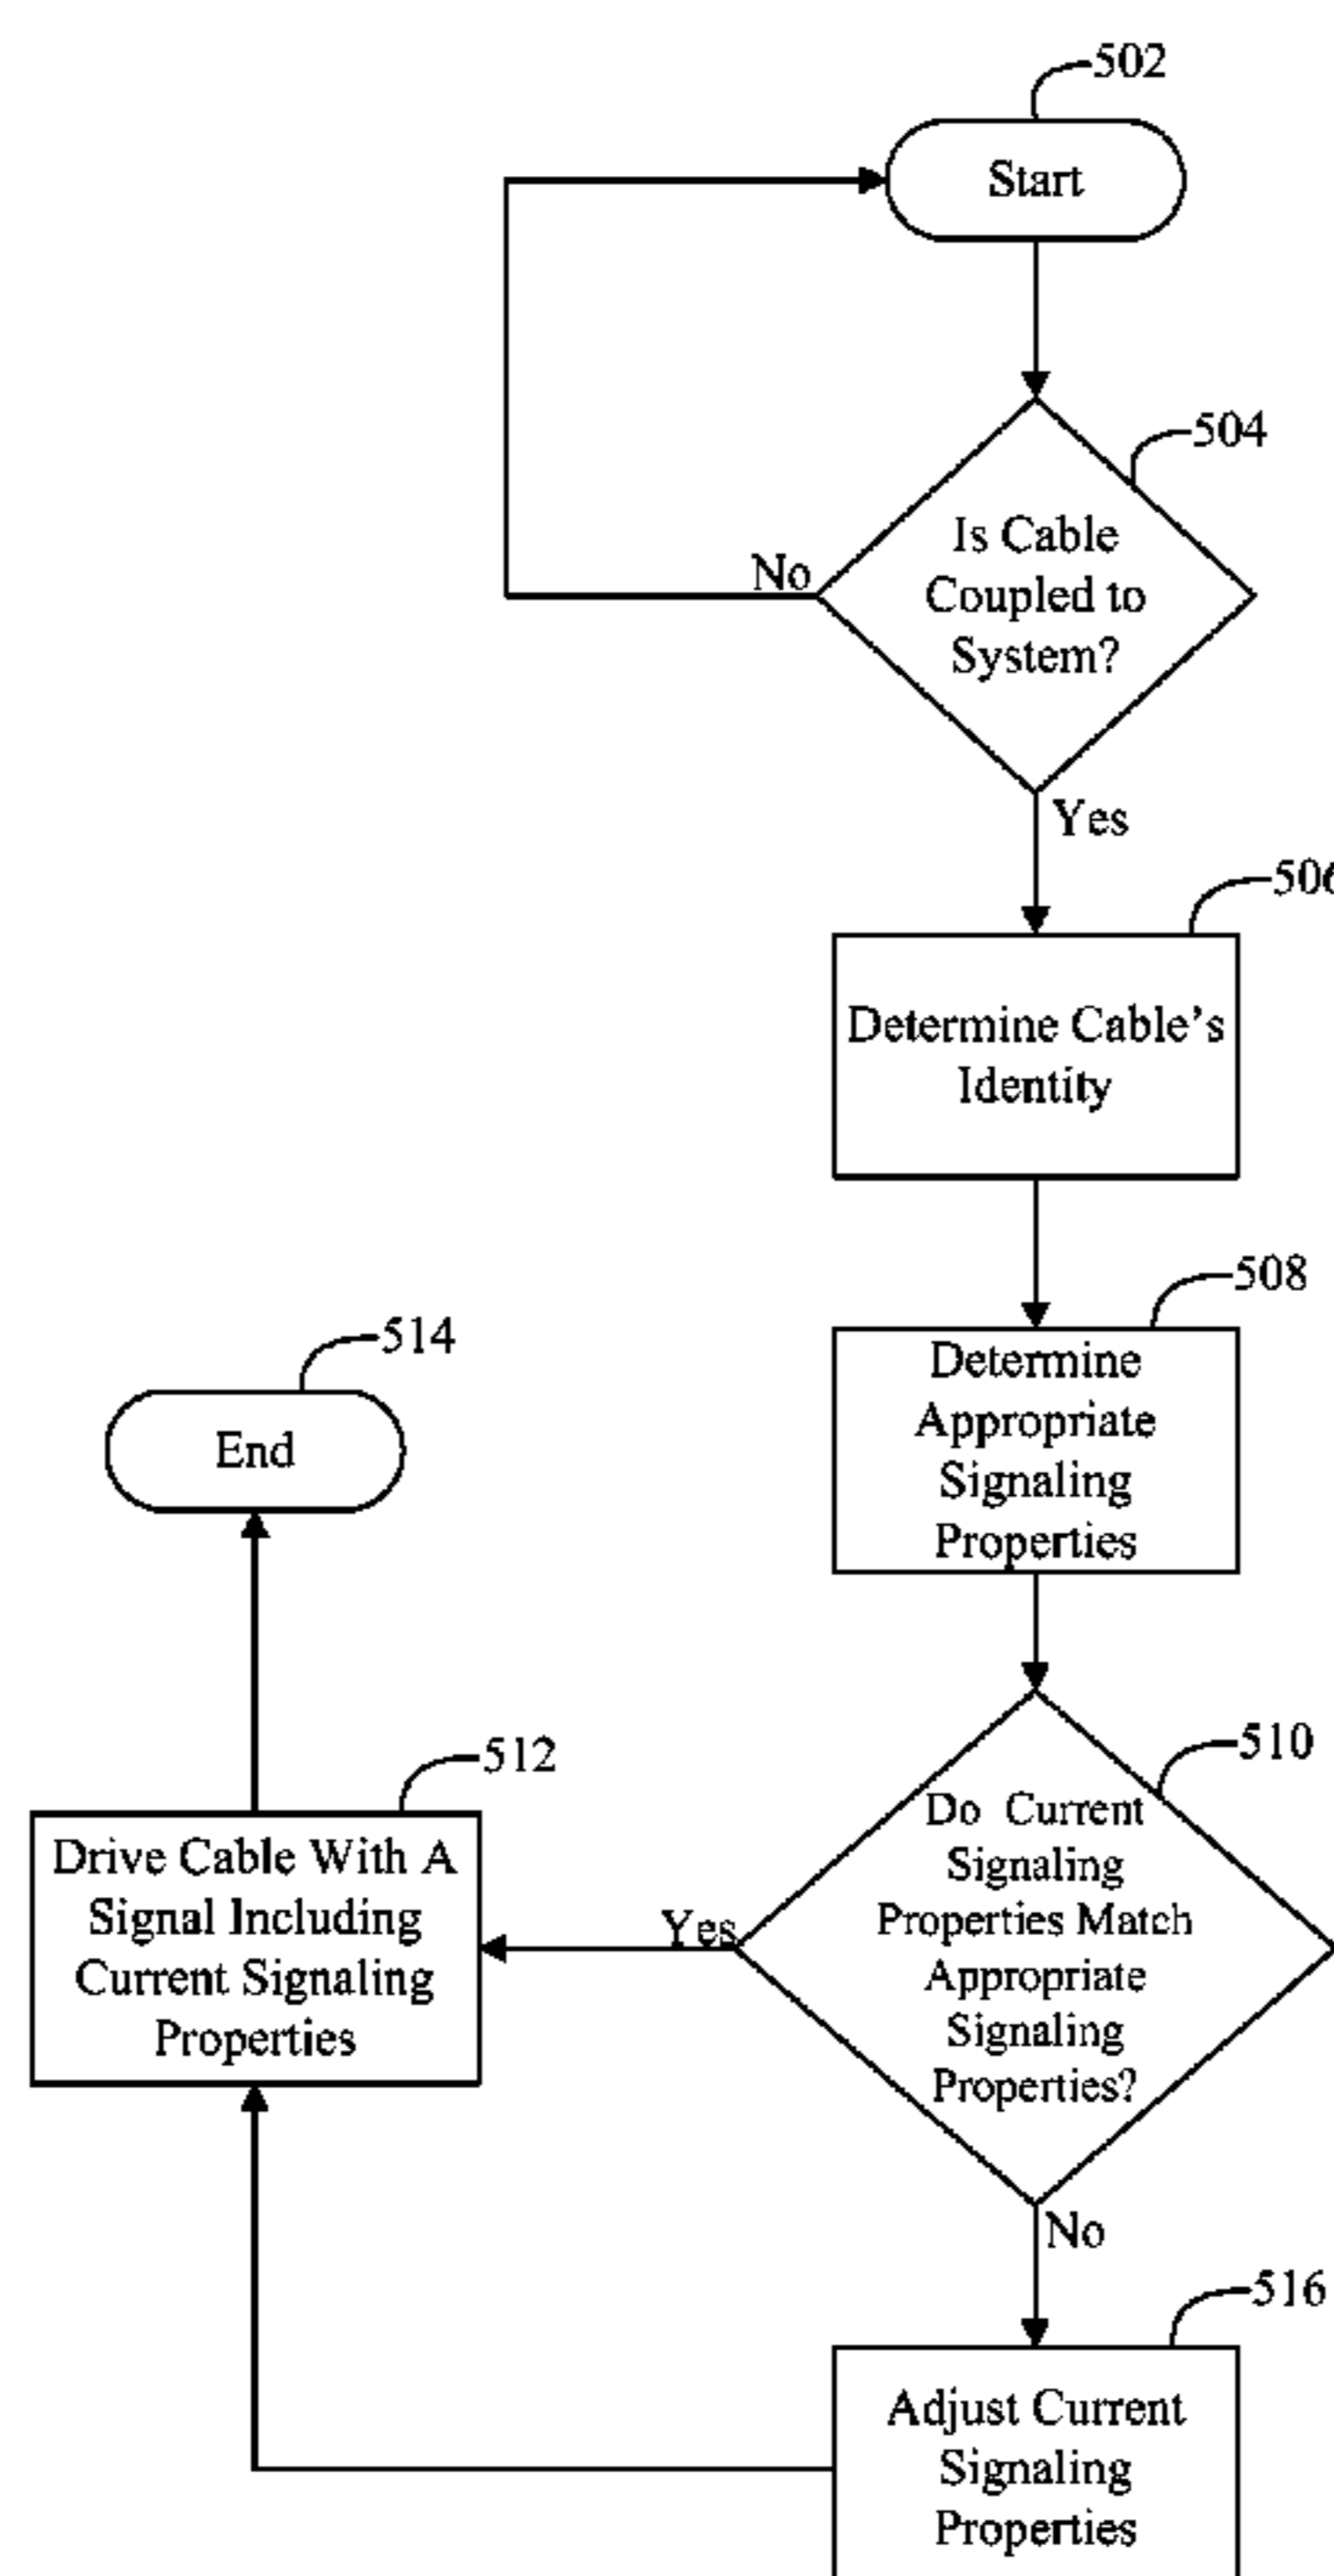 502
Start
504
Is Cable
Coupled to
System?
No
Yes
506
Determine Cable's
Identity
508
Determine
Appropriate
Signaling
Properties
514
End
510
Do Current
Signaling
Properties Match
Appropriate
Signaling
Properties?
Yes
512
Drive Cable With A
Signal Including
Current Signaling
Properties
No
516
Adjust Current
Signaling
Properties